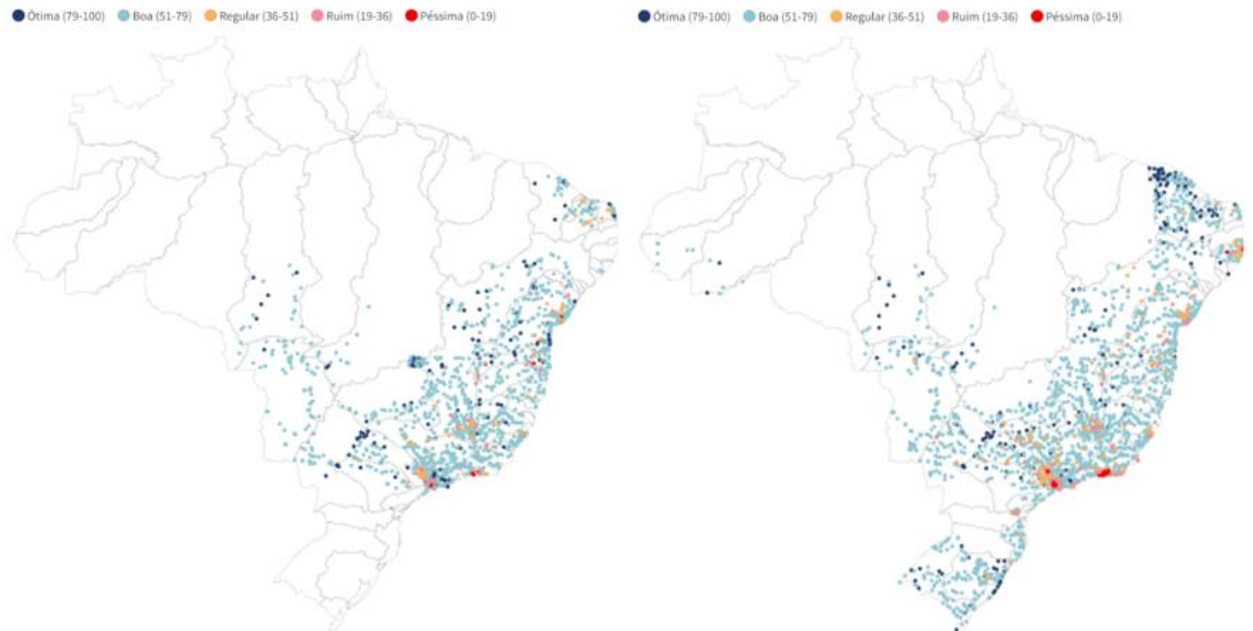 Ótima (79-100) Boa (51-79) Regular (36-51) Ruim (19-36) Péssima (0-19)
Ótima (79-100) Boa (51-79) Regular (36-51) Ruim (19-36) Péssima (0-19)